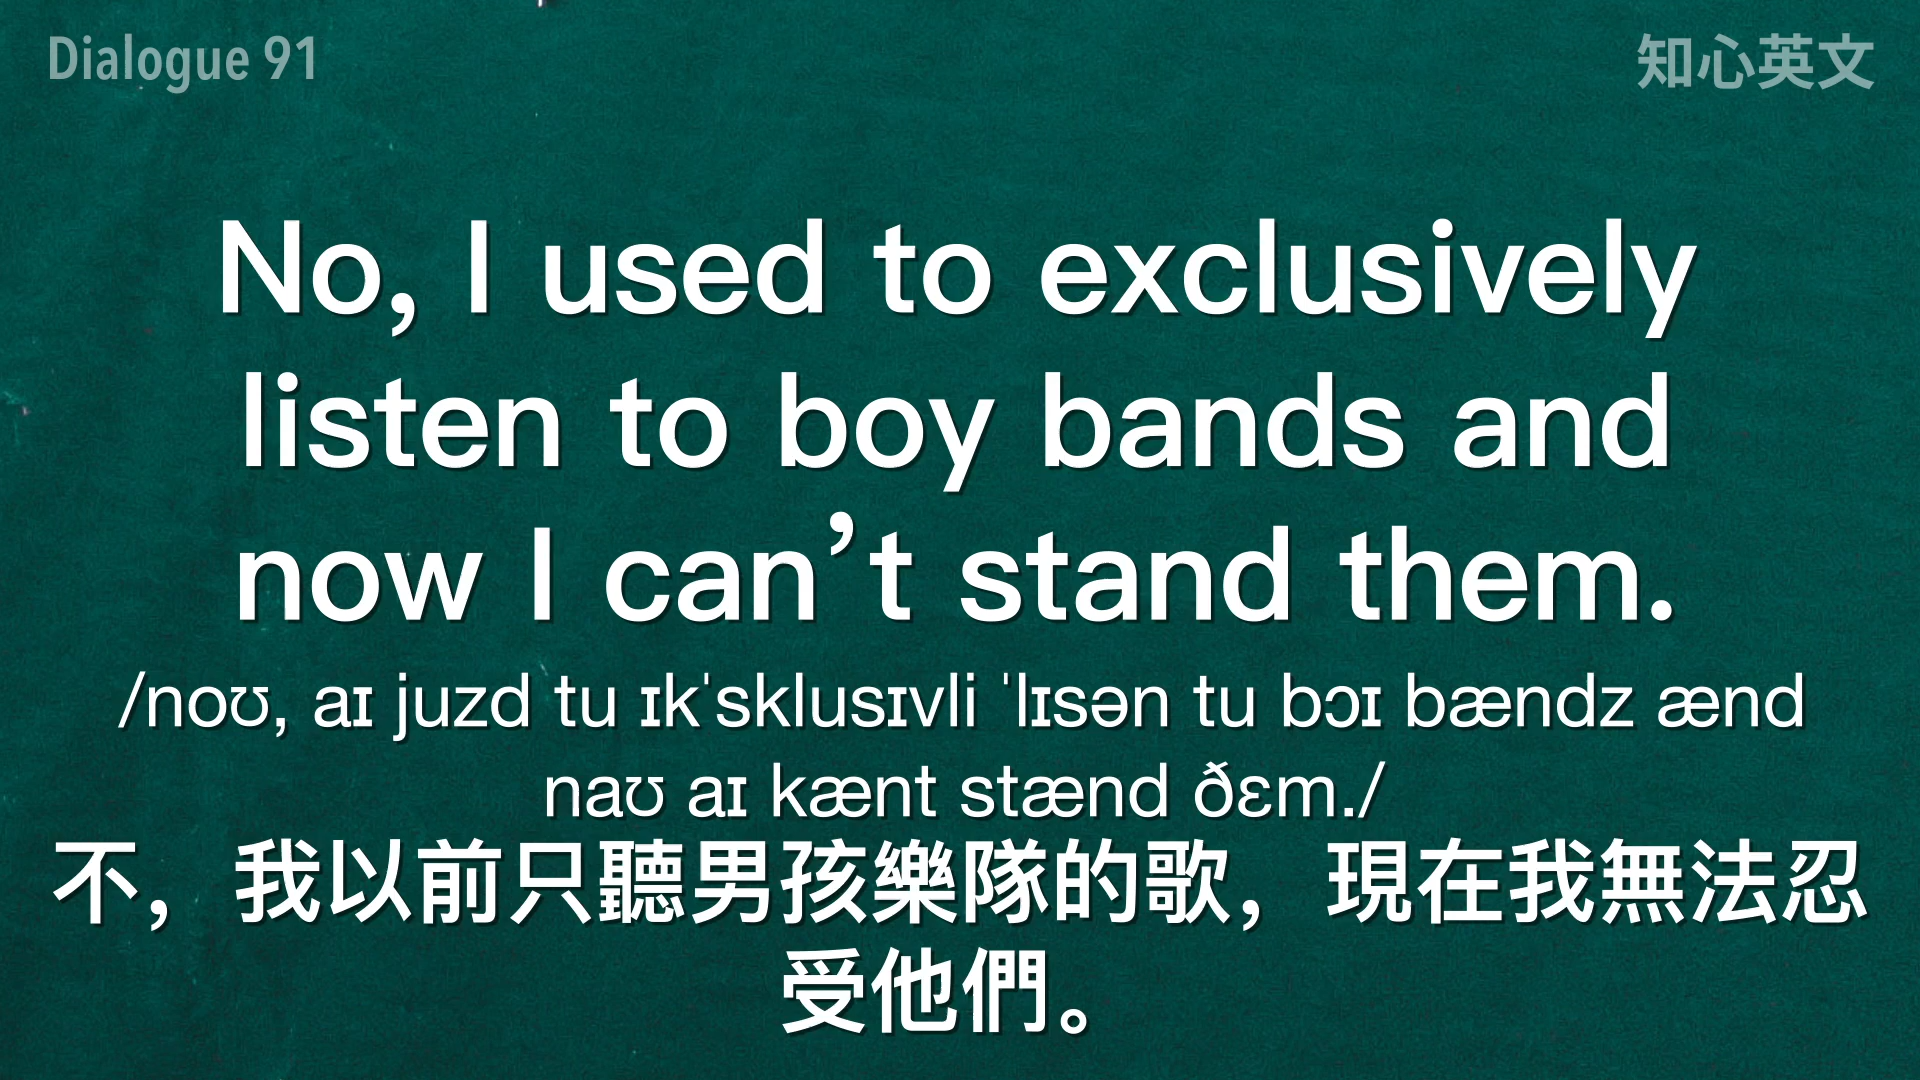 Dialogue 91
知心英文
No, I used to exclusively
listen to boy bands and
now I can’t stand them.
/noʊ, aɪ juzd tu ɪkˈsklusɪvli ˈlɪsən tu bɔɪ bændz ænd
naʊ aɪ kænt stænd ðɛm./
不，我以前只聽男孩樂隊的歌，現在我無法忍
受他們。